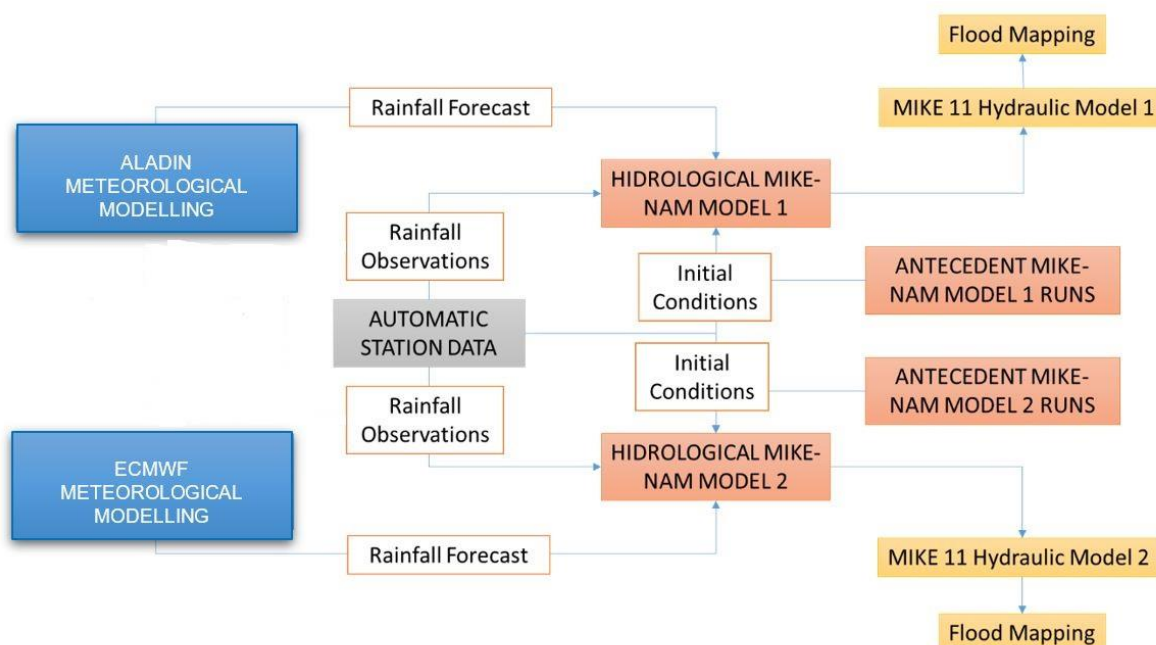 Flood Mapping
Rainfall Forecast
MIKE 11 Hydraulic Model 1
ALADIN
METEOROLOGICAL
MODELLING
HIDROLOGICAL MIKE-
NAM MODEL 1
Rainfall
Observations
Initial
Conditions
ANTECEDENT MIKE-
NAM MODEL 1 RUNS
AUTOMATIC
STATION DATA
Initial
Conditions
ANTECEDENT MIKE-
NAM MODEL 2 RUNS
Rainfall
Observations
ECMWF
METEOROLOGICAL
MODELLING
HIDROLOGICAL MIKE-
NAM MODEL 2
Rainfall Forecast
MIKE 11 Hydraulic Model 2
Flood Mapping